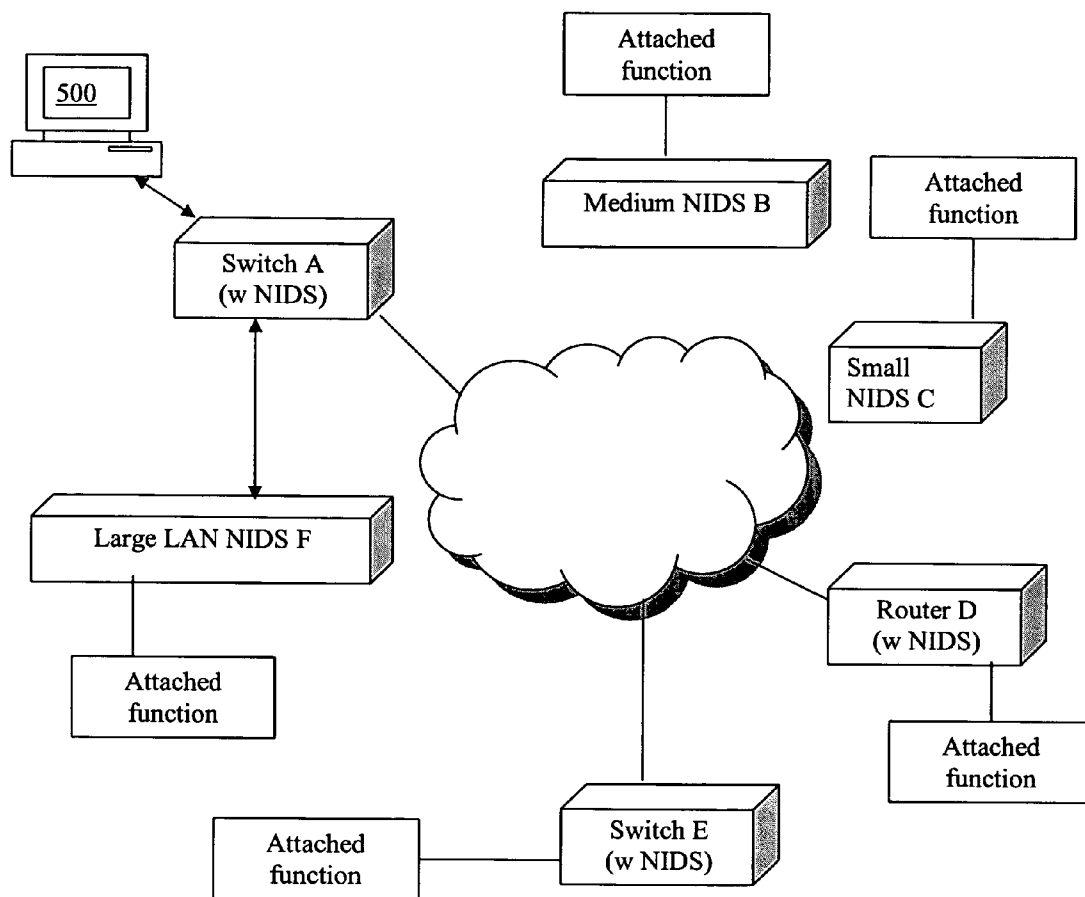 Attached
function
500
Medium NIDS B
Attached
function
Switch A
(w NIDS)
Small
NIDS C
Large LAN NIDS F
Router D
(w NIDS)
Attached
function
Attached
function
Switch E
(w NIDS)
Attached
function